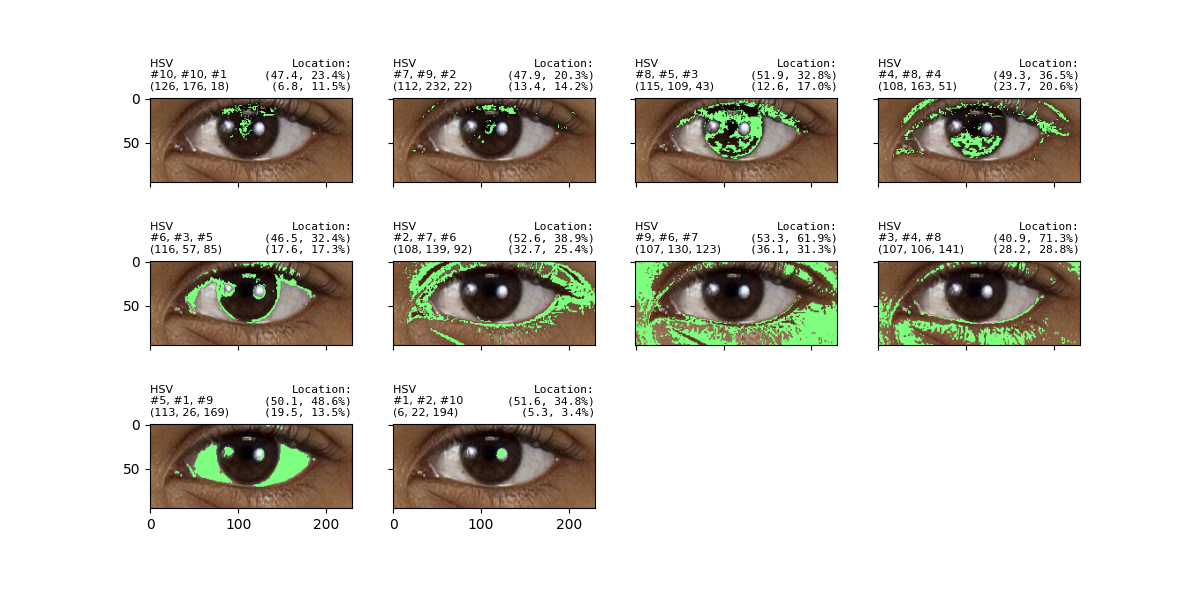 HSV Location:
#10, #10, #1 (47.4, 23.4%)
(126, 176, 18) (6.8, 11.5%)
HSV Location:
#7, #9, #2 (47.9, 20.3%)
(112, 232, 22) (13.4, 14.2%)
HSV Location:
#8, #5, #3 (51.9, 32.8%)
(115, 109, 43) (12.6, 17.0%)
HSV Location:
#4, #8, #4 (49.3, 36.5%)
(108, 163, 51) (23.7, 20.6%)
0
50
HSV Location:
#6, #3, #5 (46.5, 32.4%)
(116, 57, 85) (17.6, 17.3%)
HSV Location:
#2, #7, #6 (52.6, 38.9%)
(108, 139, 92) (32.7, 25.4%)
HSV Location:
#9, #6, #7 (53.3, 61.9%)
(107, 130, 123) (36.1, 31.3%)
HSV Location:
#3, #4, #8 (40.9, 71.3%)
(107, 106, 141) (28.2, 28.8%)
0
50
HSV Location:
#5, #1, #9 (50.1, 48.6%)
(113, 26, 169) (19.5, 13.5%)
HSV Location:
#1, #2, #10 (51.6, 34.8%)
(6, 22, 194) (5.3, 3.4%)
0
50
0 100 200
0 100 200